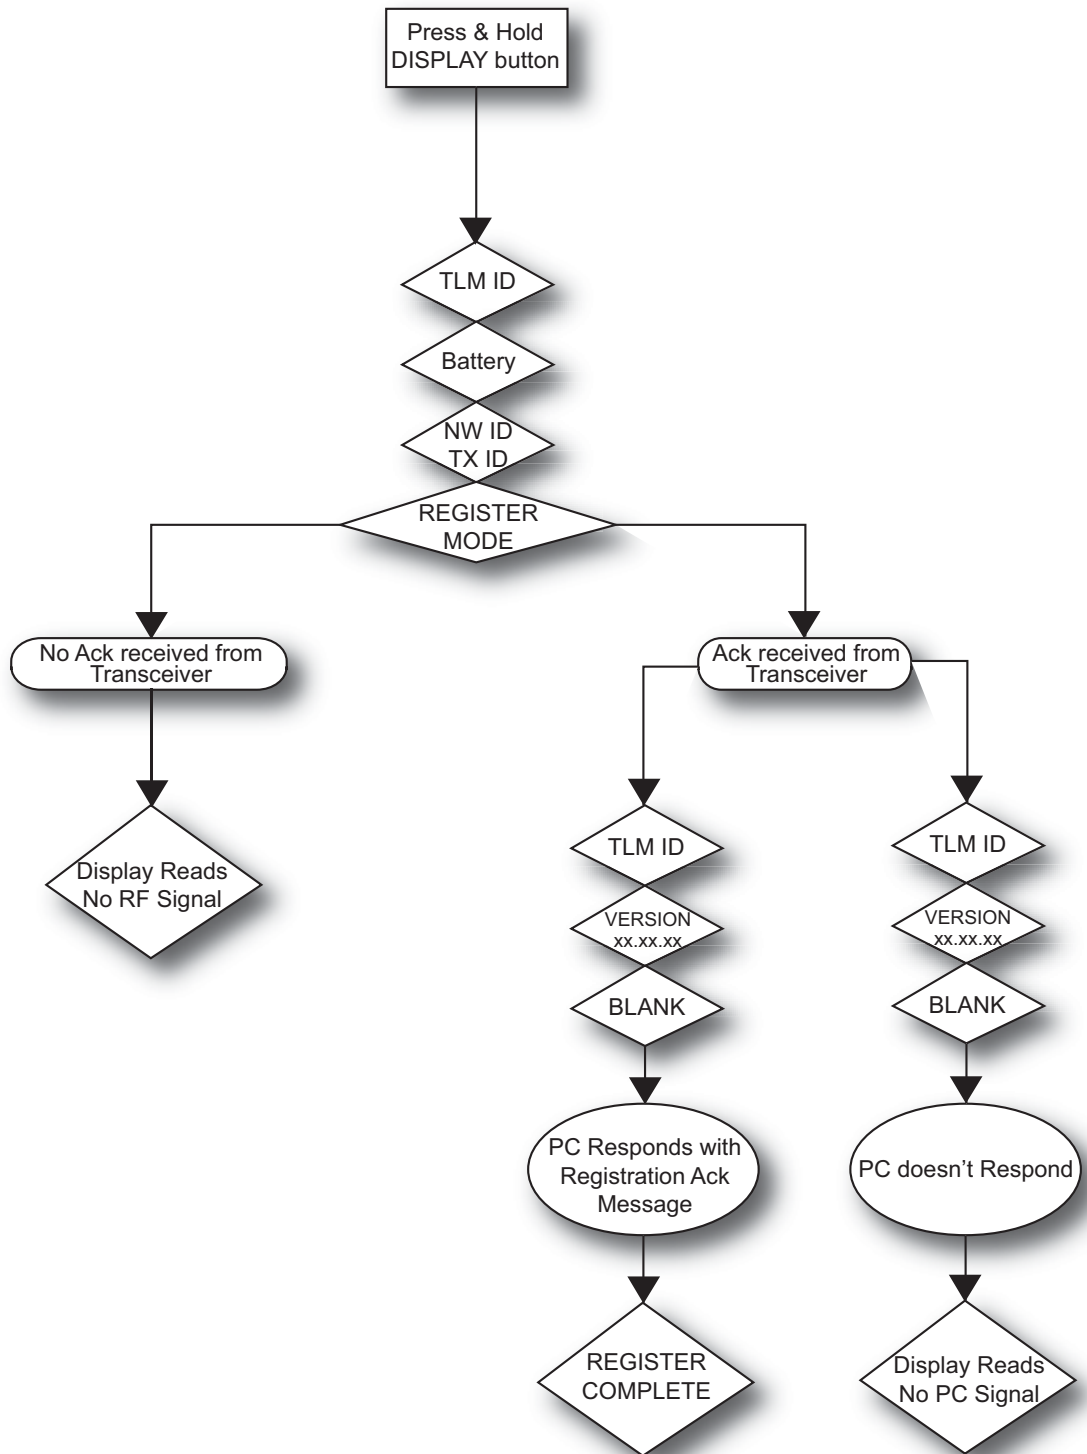 Press & Hold
DISPLAY button
TLM ID
Battery
NW ID
TX ID
REGISTER
MODE
No Ack received from
Transceiver
Display Reads
No RF Signal
Ack received from
Transceiver
TLM ID
VERSION
xx.xx.xx
BLANK
PC Responds with
Registration Ack
Message
REGISTER
COMPLETE
TLM ID
VERSION
xx.xx.xx
BLANK
PC doesn’t Respond
Display Reads
No PC Signal